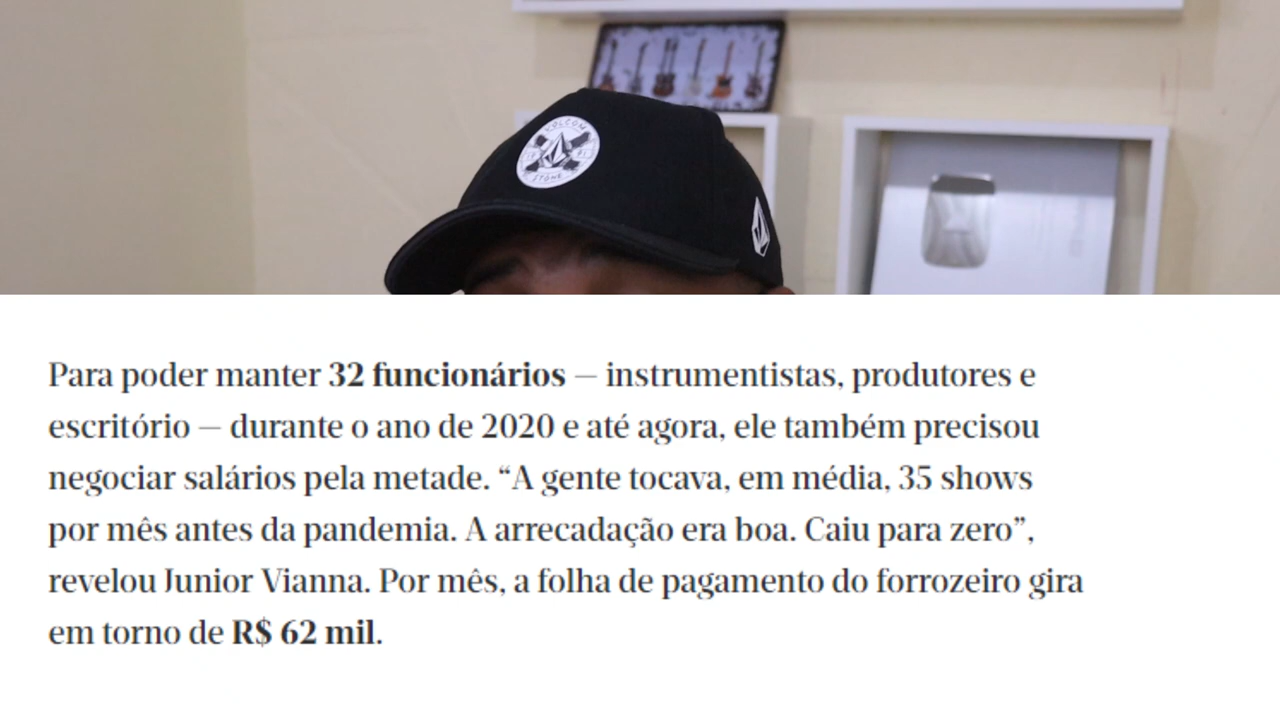 VOLCOM
STONE
Para poder manter 32 funcionários — instrumentistas, produtores e
escritório — durante o ano de 2020 e até agora, ele também precisou
negociar salários pela metade. “A gente tocava, em média, 35 shows
por mês antes da pandemia. A arrecadação era boa. Caiu para zero”,
revelou Junior Vianna. Por mês, a folha de pagamento do forrozeiro gira
em torno de R$ 62 mil.